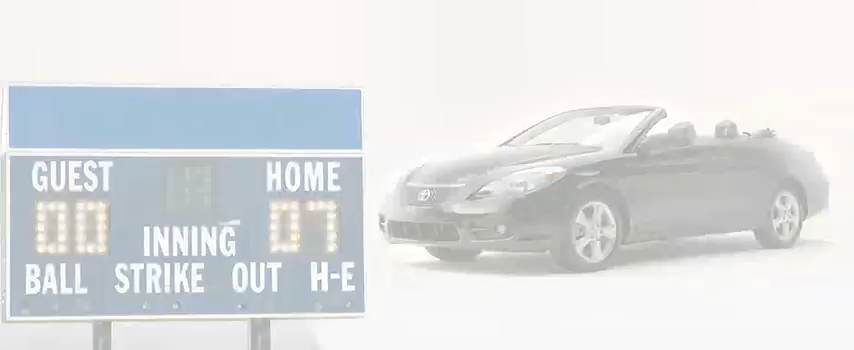 GUEST HOME
00 07
INNING
BALL STRIKE OUT H-E